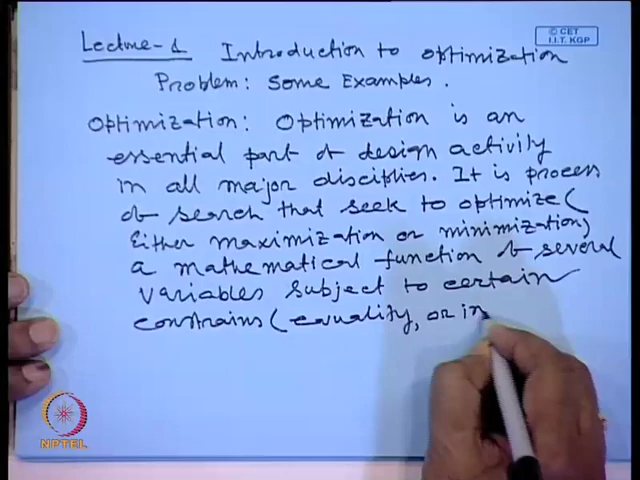 Lecture-1 Introduction to optimization
Problem: Some Examples.
Optimization: Optimization is an
essential part of design activity
in all major disciplies. It is process
of search that seek to optimize (
Either maximization or minimization)
a mathematical function of several
variables subject to certain
constrains (equality, or in
© CET
I.I.T. KGP
NPTEL